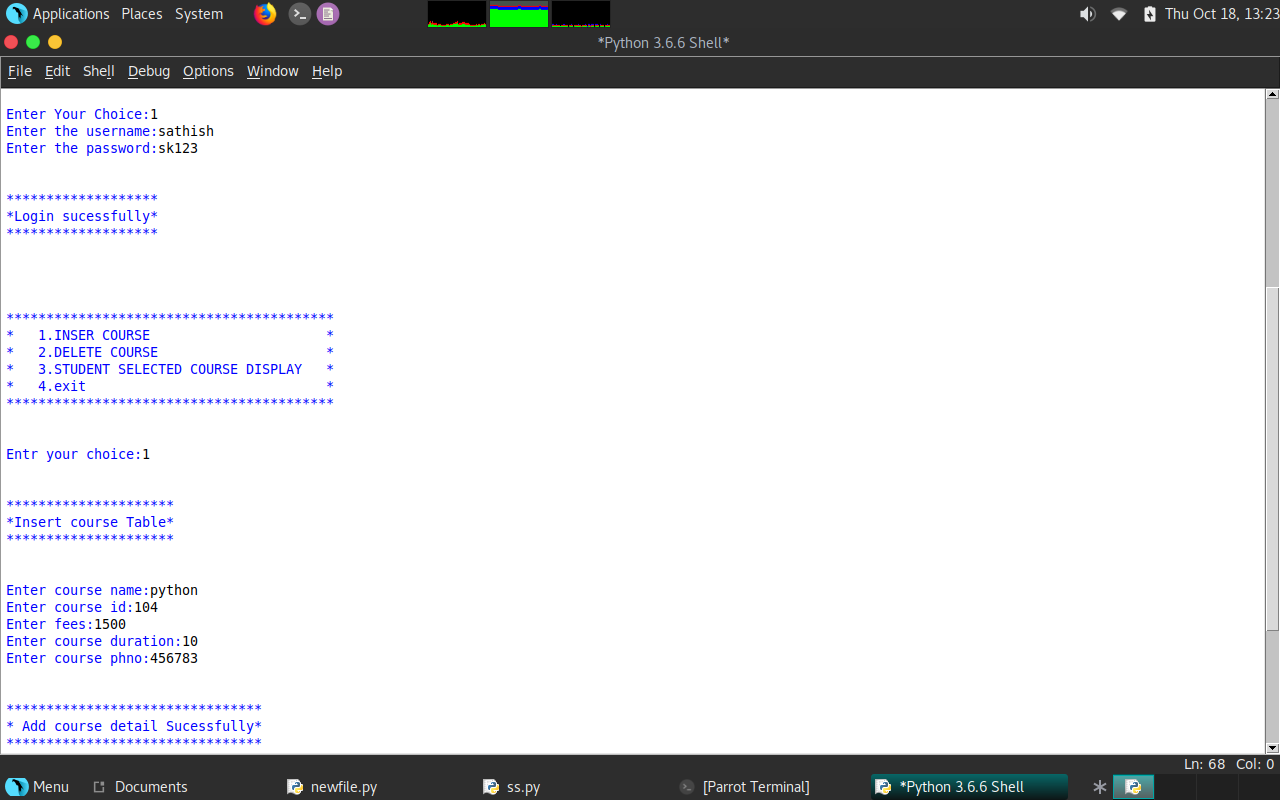 Applications Places System Thu Oct 18, 13:23
*Python 3.6.6 Shell*
File Edit Shell Debug Options Window Help
Enter Your Choice:1
Enter the username:sathish
Enter the password:sk123
*******************
*Login sucessfully*
*******************
*****************************************
*   1.INSER COURSE                      *
*   2.DELETE COURSE                     *
*   3.STUDENT SELECTED COURSE DISPLAY   *
*   4.exit                              *
*****************************************
Entr your choice:1
*********************
*Insert course Table*
*********************
Enter course name:python
Enter course id:104
Enter fees:1500
Enter course duration:10
Enter course phno:456783
********************************
* Add course detail Sucessfully*
********************************
Ln: 68 Col: 0
Menu Documents newfile.py ss.py [Parrot Terminal] *Python 3.6.6 Shell*